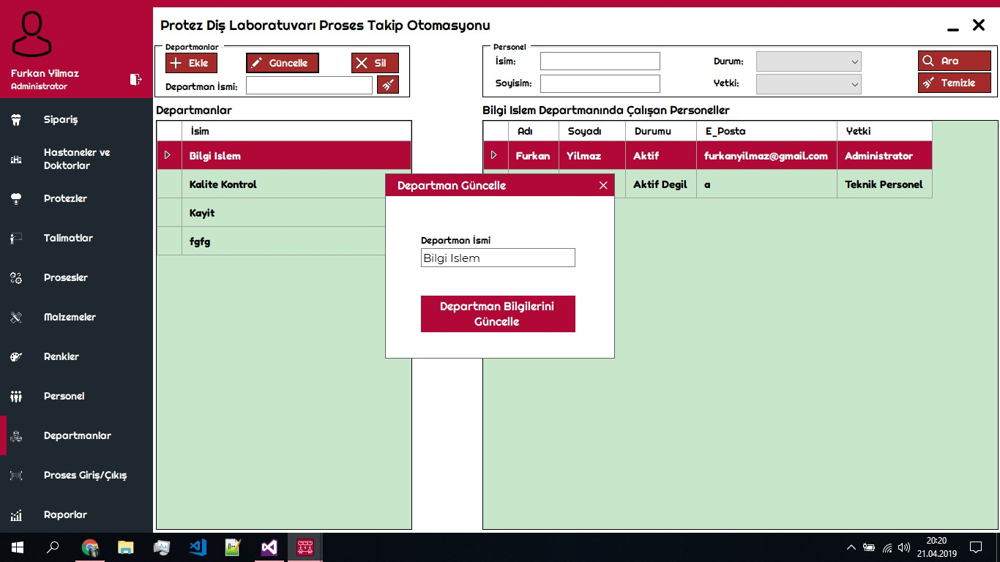 Protez Diş Laboratuvarı Proses Takip Otomasyonu
Furkan Yilmaz
Administrator
Sipariş
Hastaneler ve
Doktorlar
Protezler
Talimatlar
Prosesler
Malzemeler
Renkler
Personel
Departmanlar
Proses Giriş/Çıkış
Raporlar
Departmanlar
Ekle
Güncelle
Sil
Departman İsmi:
Personel
İsim:
Durum:
Ara
Soyisim:
Yetki:
Temizle
Departmanlar
İsim
Bilgi Islem
Kalite Kontrol
Kayit
fgfg
Bilgi Islem Departmanında Çalışan Personeller
Adı Soyadı Durumu E_Posta Yetki
Furkan Yilmaz Aktif furkanyilmaz@gmail.com Administrator
Aktif Degil a Teknik Personel
Departman Güncelle
Departman İsmi
Bilgi Islem
Departman Bilgilerini
Güncelle
20:20
21.04.2019